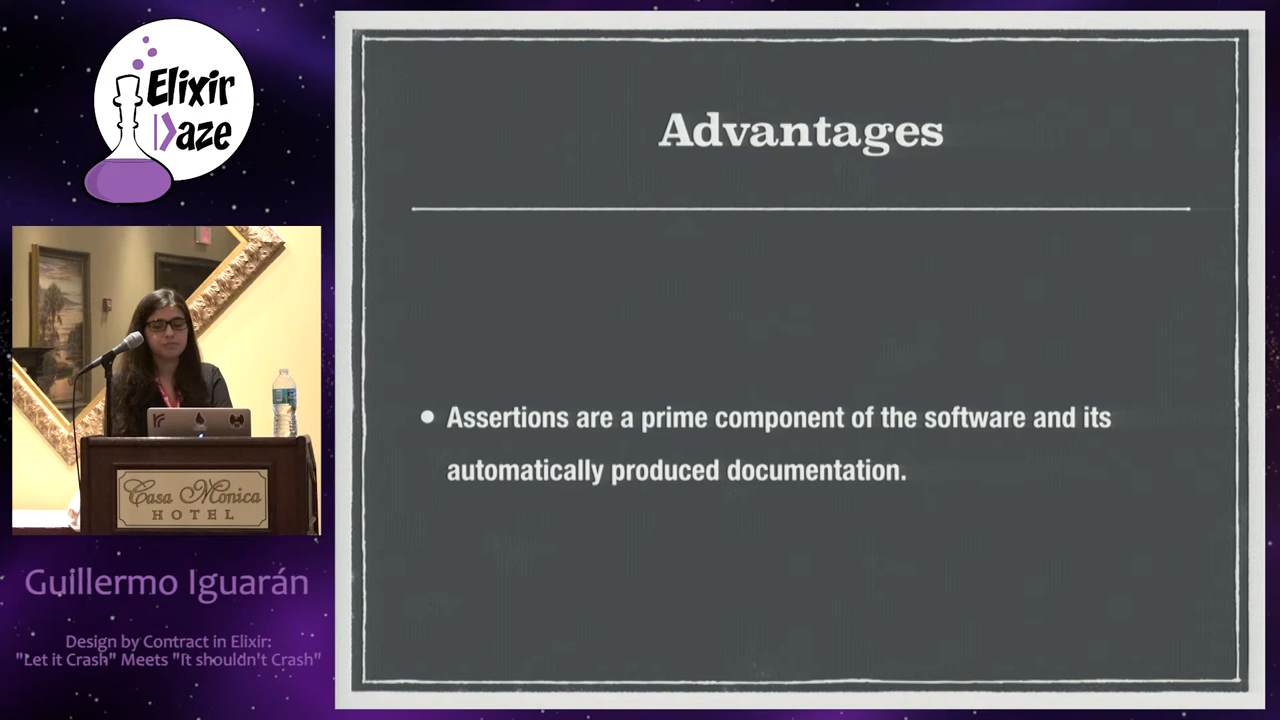 Elixir
Daze
Advantages
• Assertions are a prime component of the software and its
automatically produced documentation.
Casa Monica
HOTEL
Guillermo Iguarán
Design by Contract in Elixir:
"Let it Crash" Meets "It shouldn't Crash"